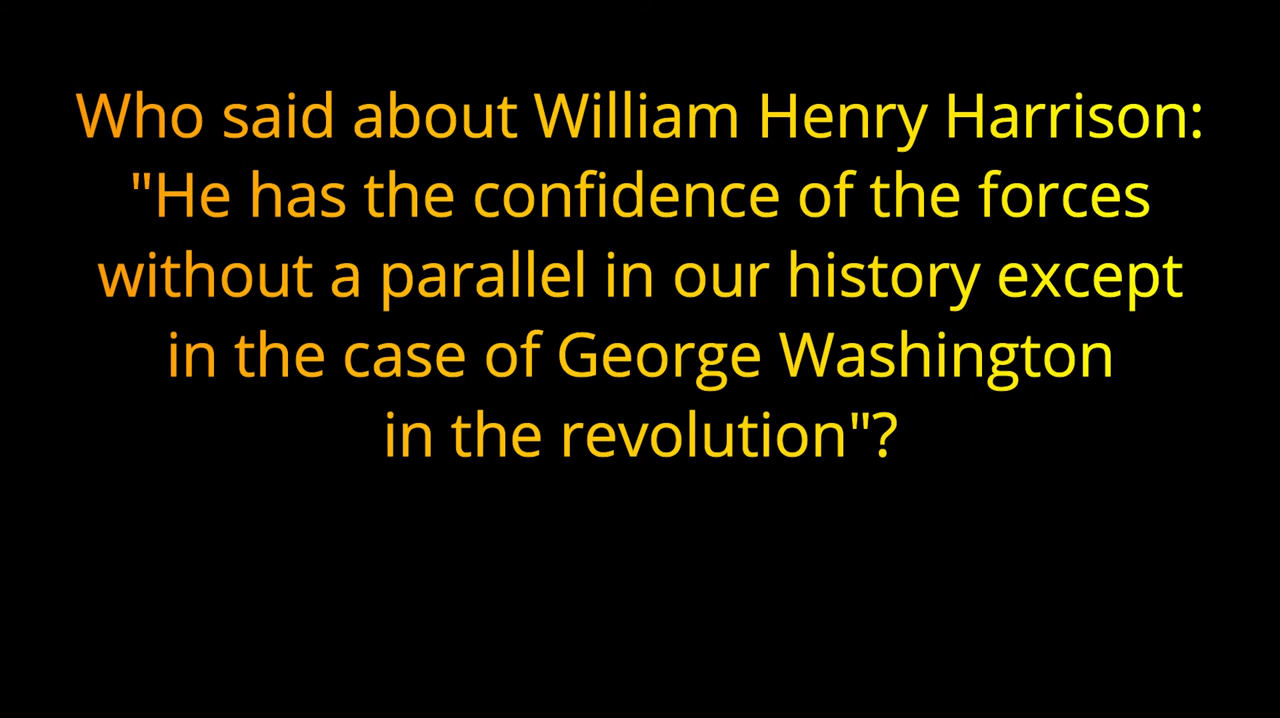 Who said about William Henry Harrison:
"He has the confidence of the forces
without a parallel in our history except
in the case of George Washington
in the revolution"?